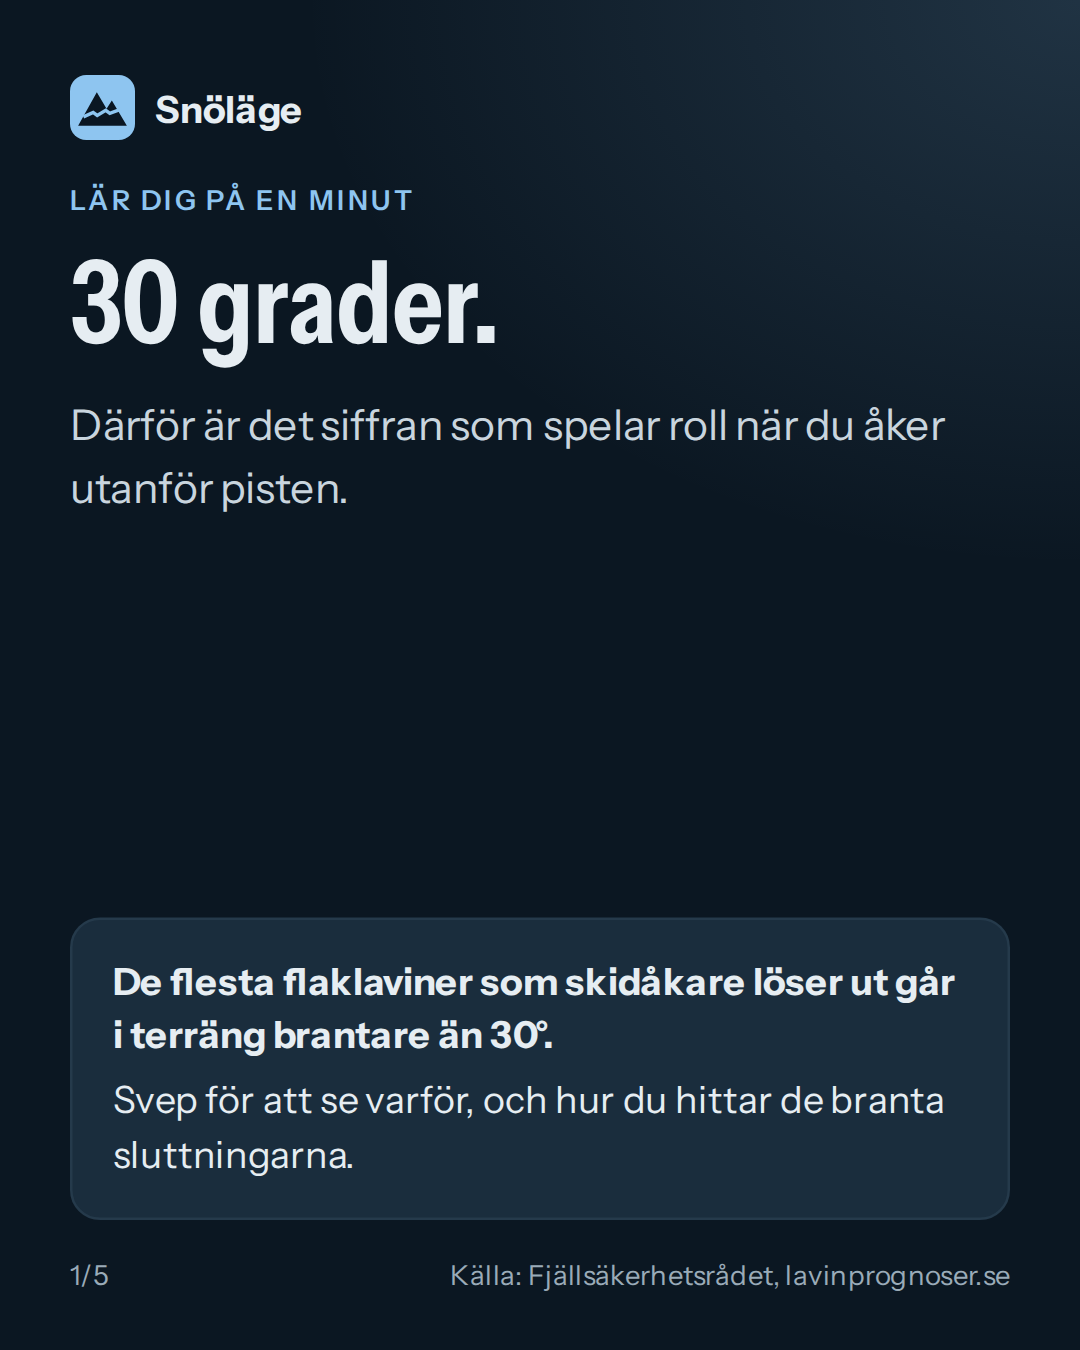 Snöläge
LÄR DIG PÅ EN MINUT
30 grader.
Därför är det siffran som spelar roll när du åker
utanför pisten.
De flesta flaklaviner som skidåkare löser ut går
i terräng brantare än 30°.
Svep för att se varför, och hur du hittar de branta
sluttningarna.
1/5
Källa: Fjällsäkerhetsrådet, lavinprognoser.se